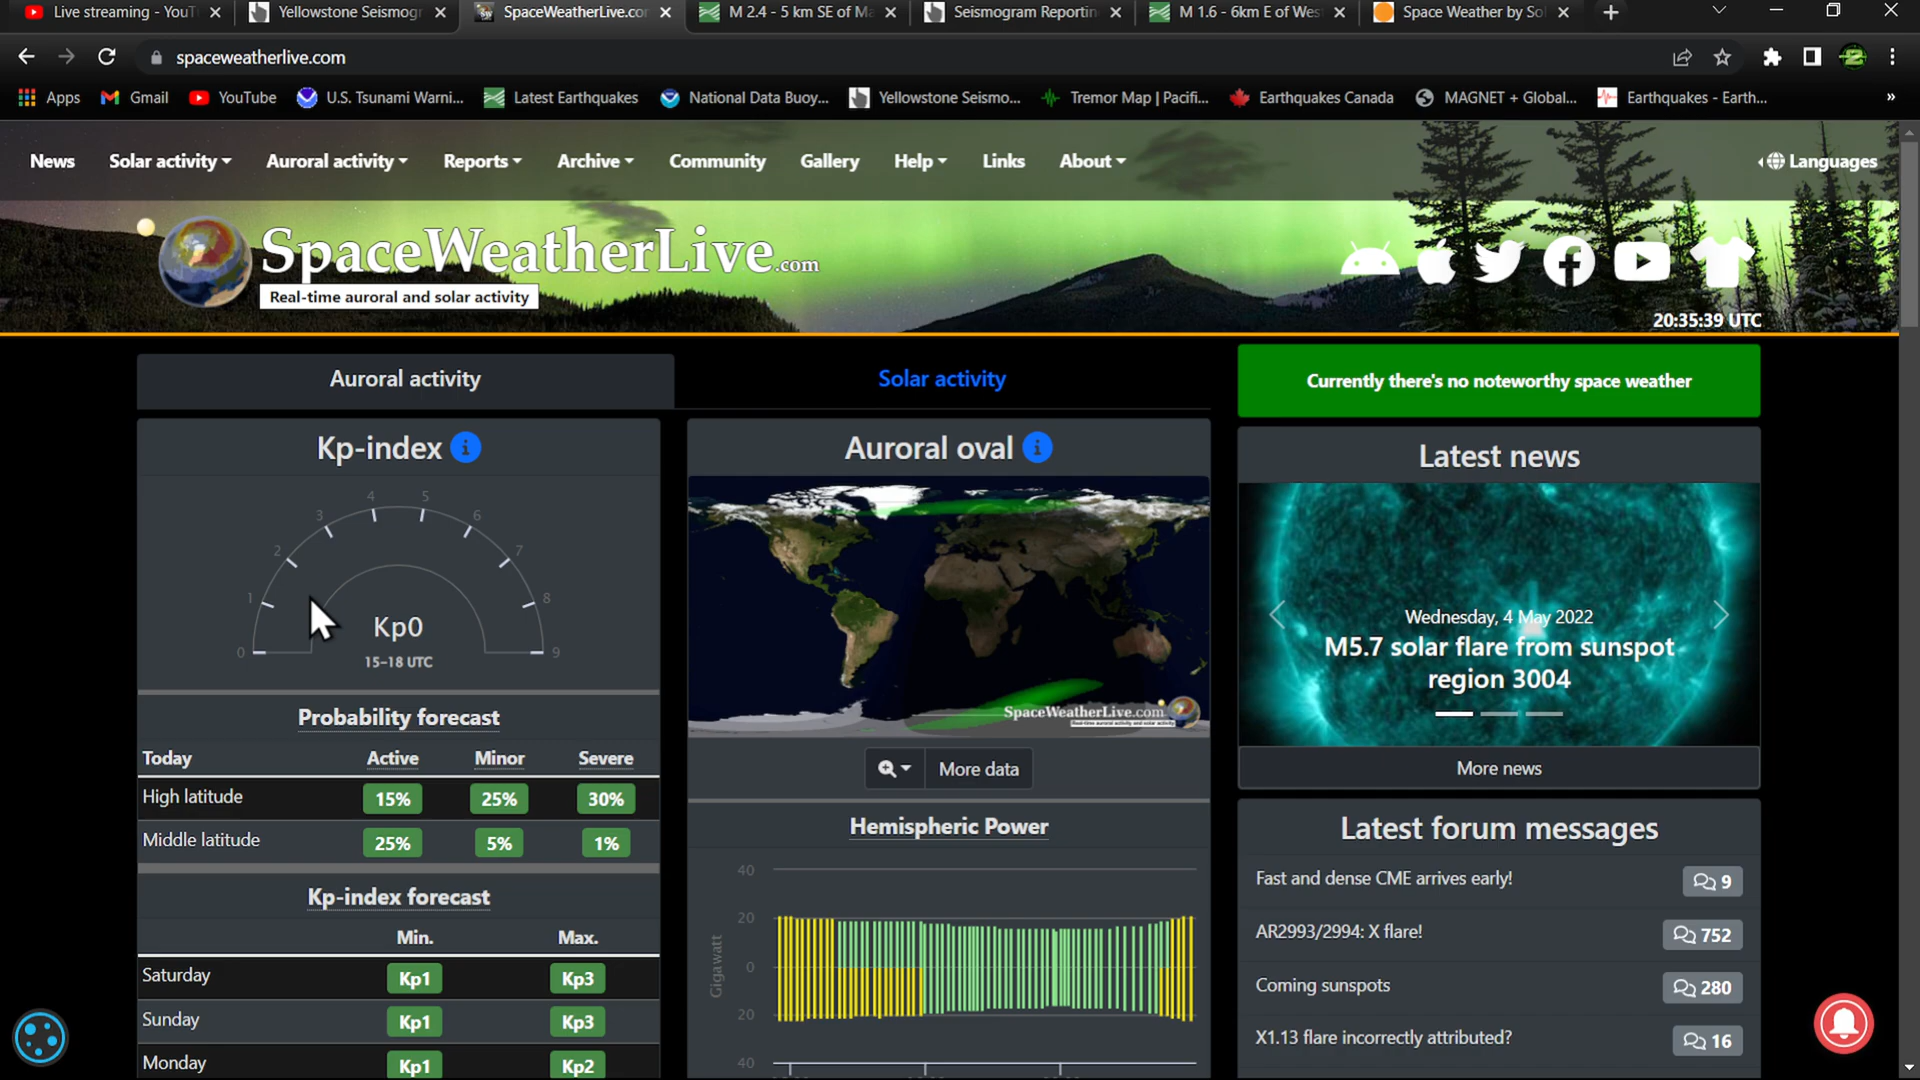 Live streaming - YouT
Yellowstone Seismogr
SpaceWeatherLive.cor
M 2.4 - 5 km SE of Ma
Seismogram Reportin
M 1.6 - 6km E of Wes
Space Weather by So
spaceweatherlive.com
Apps
Gmail
YouTube
U.S. Tsunami Warni...
Latest Earthquakes
National Data Buoy...
Yellowstone Seismo...
Tremor Map | Pacifi...
Earthquakes Canada
MAGNET + Global...
Earthquakes - Earth...
»
News
Solar activity
Auroral activity
Reports
Archive
Community
Gallery
Help
Links
About
Languages
SpaceWeatherLive.com
Real-time auroral and solar activity
20:35:39 UTC
Auroral activity
Solar activity
Currently there's no noteworthy space weather
Kp-index
0
1
2
3
4
5
6
7
8
9
Kp0
15–18 UTC
Probability forecast
Today Active Minor Severe
High latitude 15% 25% 30%
Middle latitude 25% 5% 1%
Kp-index forecast
Min. Max.
Saturday Kp1 Kp3
Sunday Kp1 Kp3
Monday Kp1 Kp2
Auroral oval
SpaceWeatherLive.com
More data
Hemispheric Power
Gigawatt
40
20
0
20
40
Latest news
Wednesday, 4 May 2022
M5.7 solar flare from sunspot
region 3004
More news
Latest forum messages
Fast and dense CME arrives early! 9
AR2993/2994: X flare! 752
Coming sunspots 280
X1.13 flare incorrectly attributed? 16